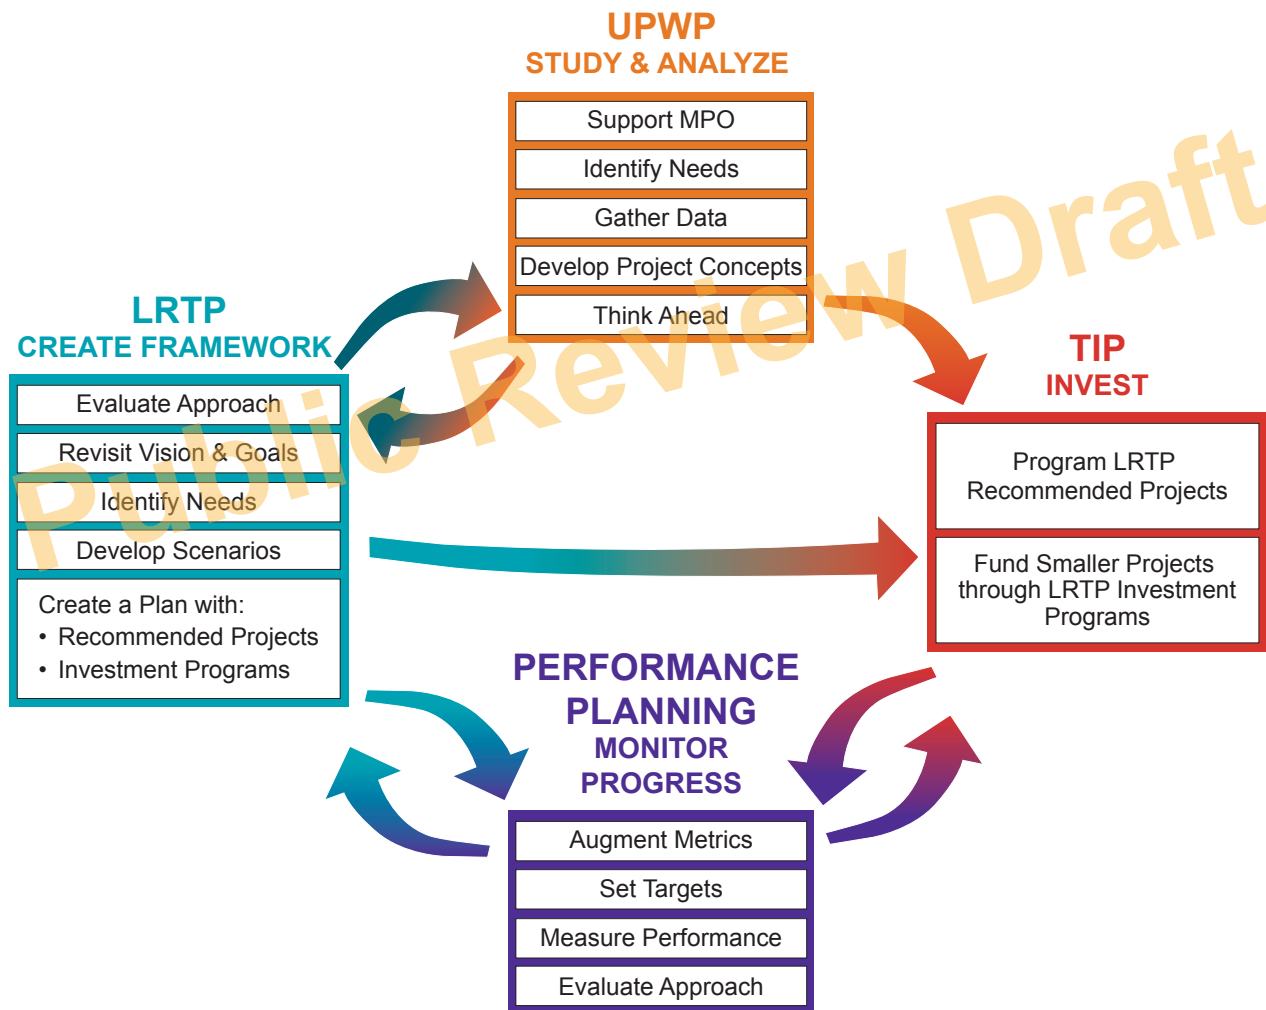 UPWP
STUDY & ANALYZE
Support MPO
Identify Needs
Gather Data
Develop Project Concepts
Think Ahead
LRTP
CREATE FRAMEWORK
Evaluate Approach
Revisit Vision & Goals
Identify Needs
Develop Scenarios
Create a Plan with:
• Recommended Projects
• Investment Programs
TIP
INVEST
Program LRTP
Recommended Projects
Fund Smaller Projects
through LRTP Investment
Programs
PERFORMANCE
PLANNING
MONITOR
PROGRESS
Augment Metrics
Set Targets
Measure Performance
Evaluate Approach
Public Review Draft